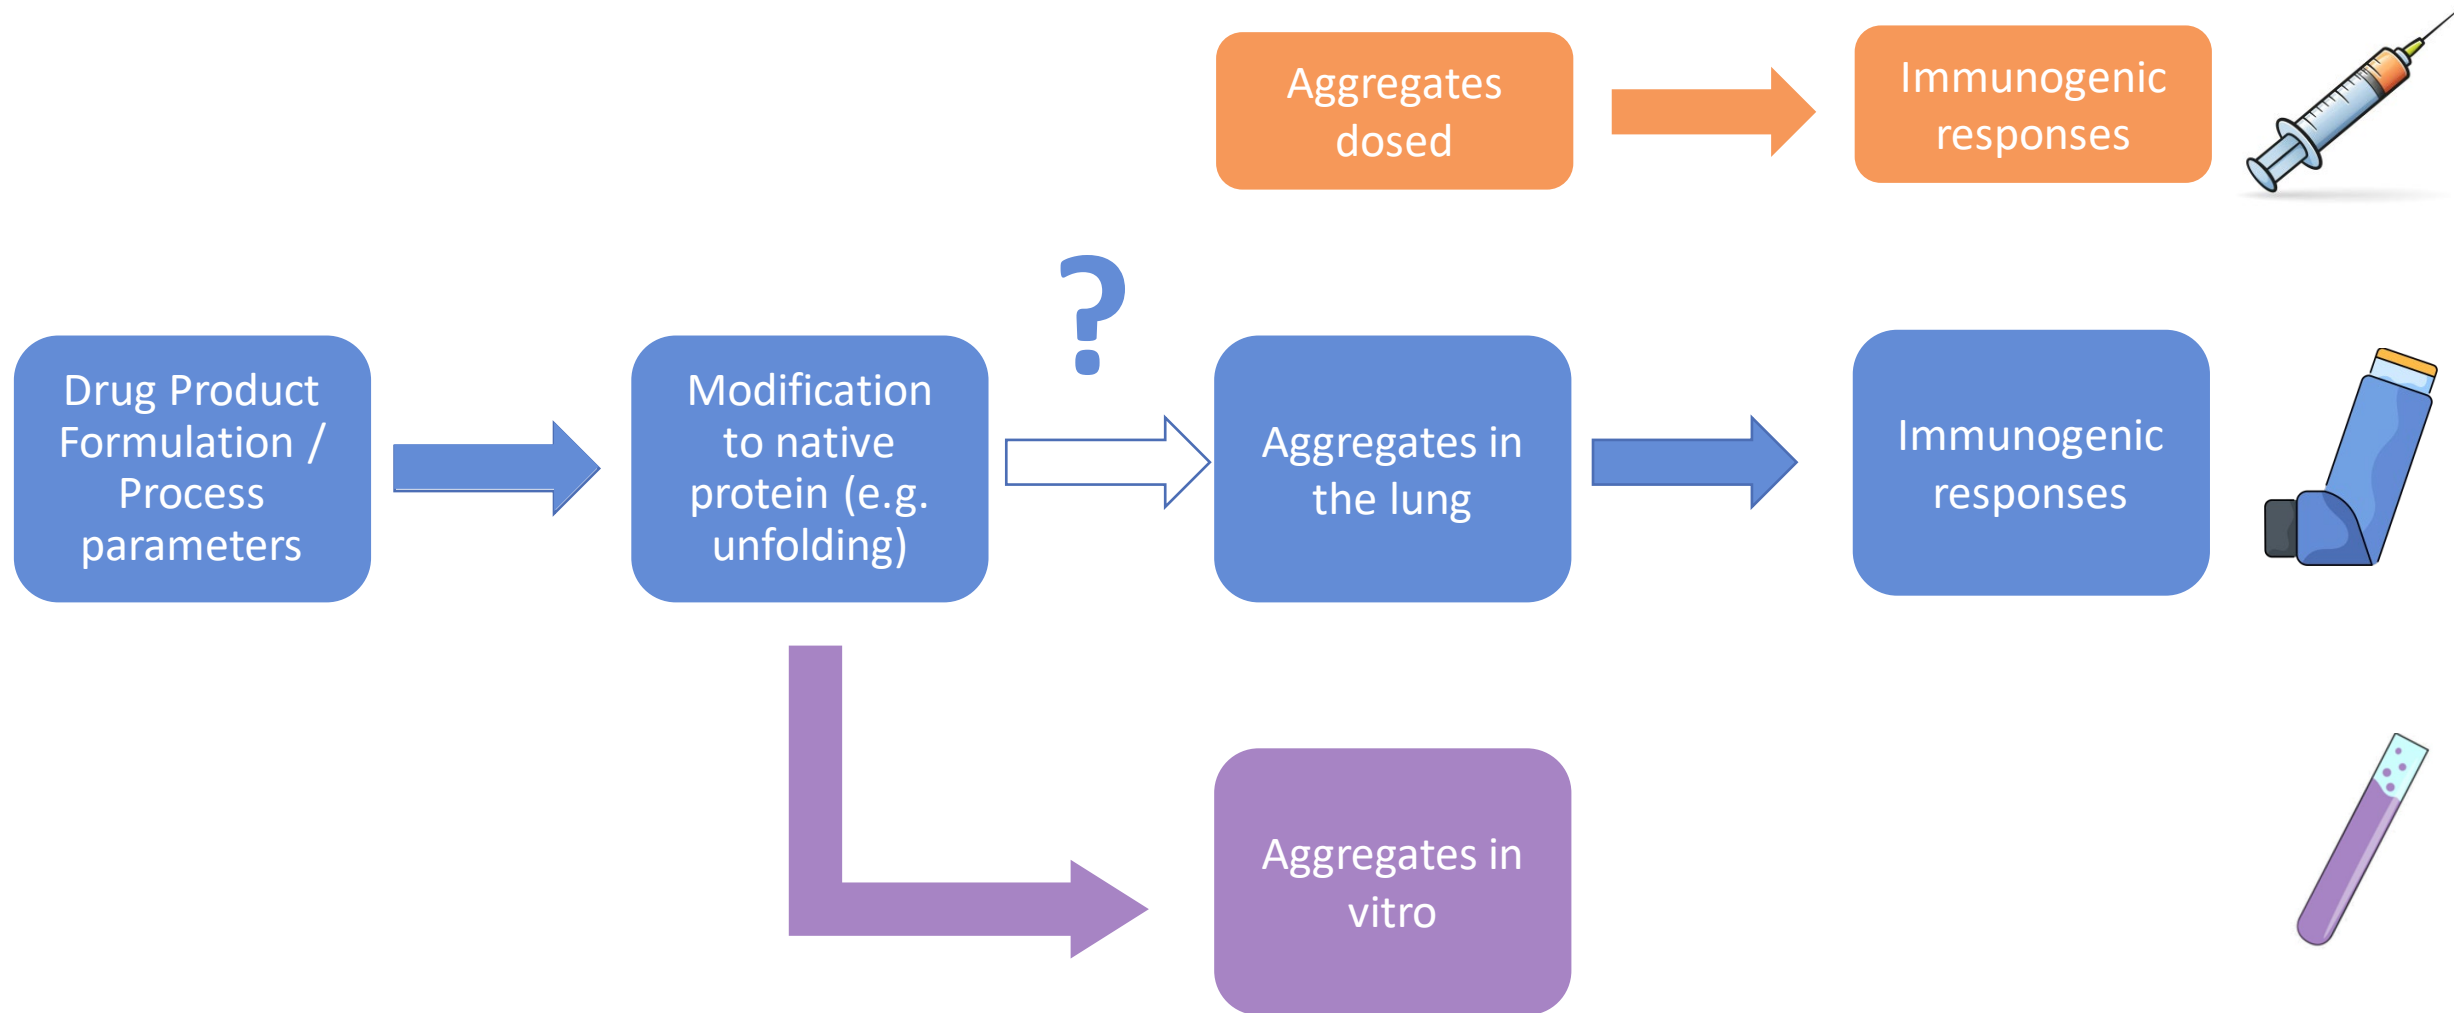 Aggregates
dosed
Immunogenic
responses
?
Drug Product
Formulation /
Process
parameters
Modification
to native
protein (e.g.
unfolding)
Aggregates in
the lung
Immunogenic
responses
Aggregates in
vitro